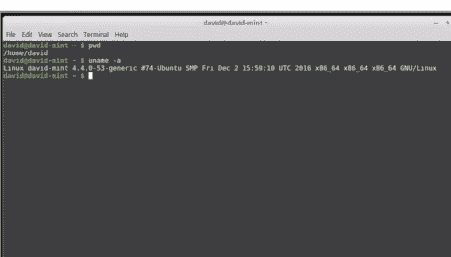 david@david-mint ~
File Edit View Search Terminal Help
david@david-mint ~ $ pwd
/home/david
david@david-mint ~ $ uname -a
Linux david-mint 4.4.0-53-generic #74-Ubuntu SMP Fri Dec 2 15:59:10 UTC 2016 x86_64 x86_64 x86_64 GNU/Linux
david@david-mint ~ $